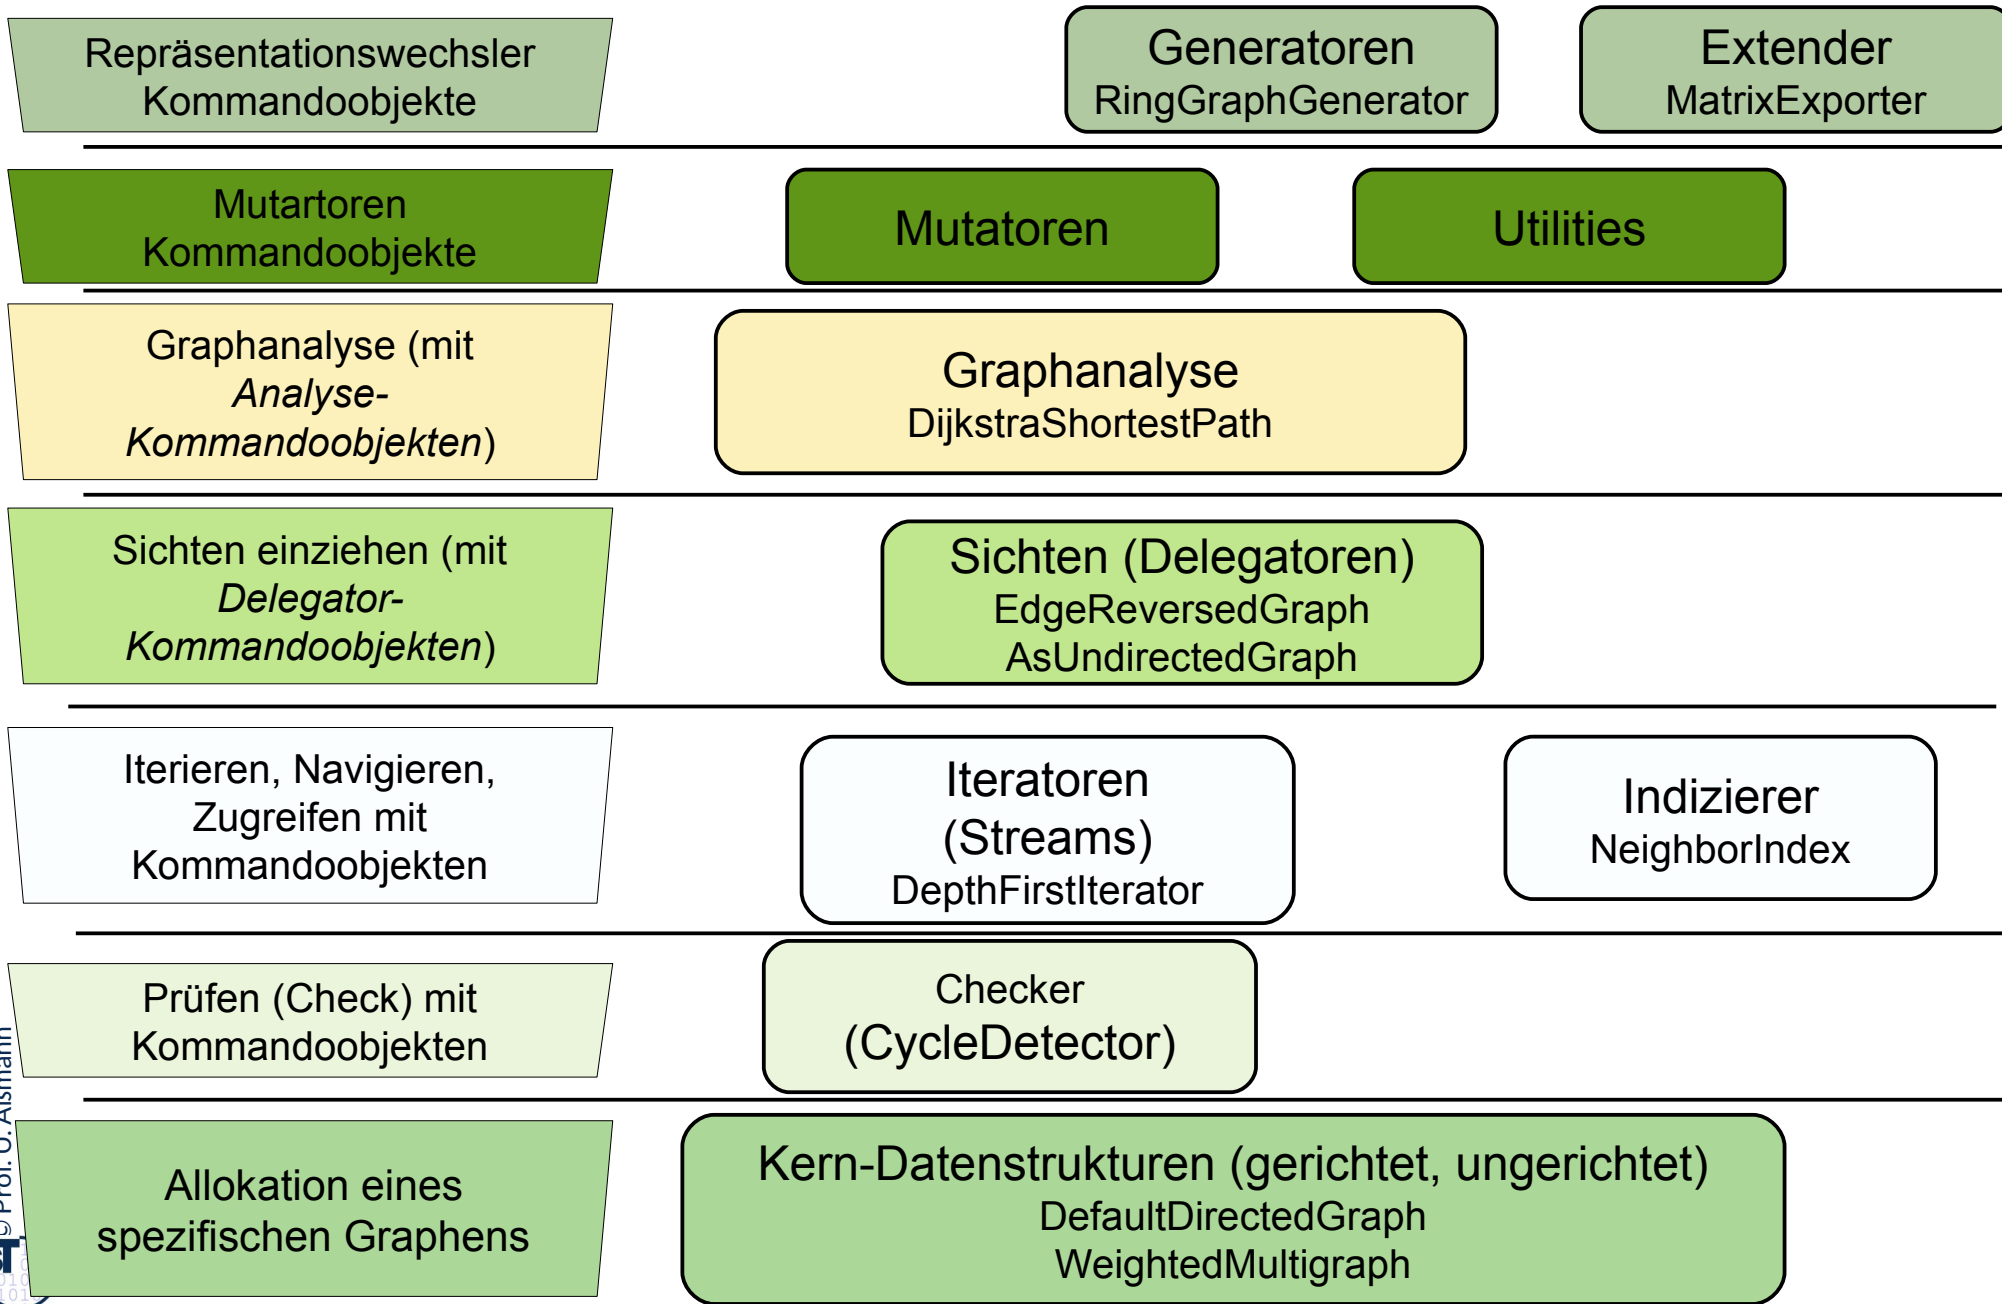 Repräsentationswechsler
Kommandoobjekte
Generatoren
RingGraphGenerator
Extender
MatrixExporter
Mutartoren
Kommandoobjekte
Mutatoren
Utilities
Graphanalyse (mit
Analyse-
Kommandoobjekten)
Graphanalyse
DijkstraShortestPath
Sichten einziehen (mit
Delegator-
Kommandoobjekten)
Sichten (Delegatoren)
EdgeReversedGraph
AsUndirectedGraph
Iterieren, Navigieren,
Zugreifen mit
Kommandoobjekten
Iteratoren
(Streams)
DepthFirstIterator
Indizierer
NeighborIndex
Prüfen (Check) mit
Kommandoobjekten
Checker
(CycleDetector)
Allokation eines
spezifischen Graphens
Kern-Datenstrukturen (gerichtet, ungerichtet)
DefaultDirectedGraph
WeightedMultigraph
© Prof. U. Aßmann